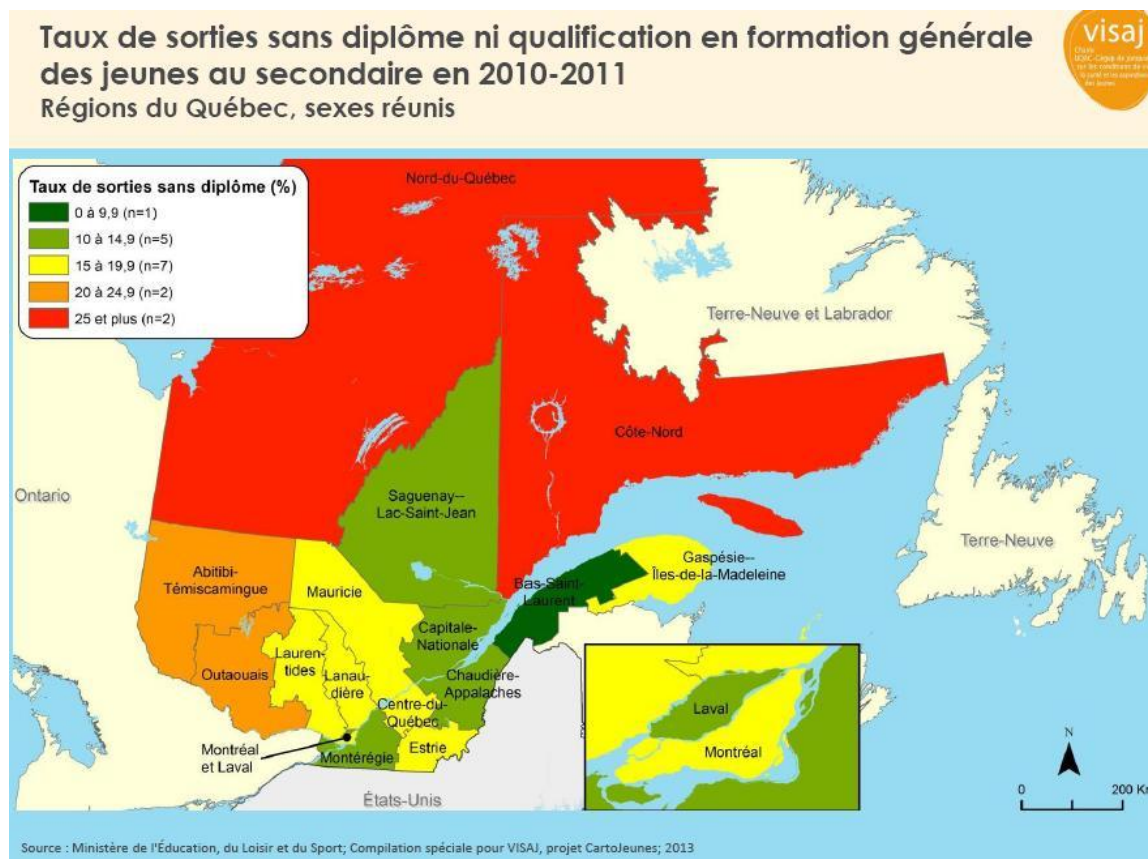 Taux de sorties sans diplôme ni qualification en formation générale
des jeunes au secondaire en 2010-2011
Régions du Québec, sexes réunis
visaj
Chaire
des jeunes
Taux de sorties sans diplôme (%)
0 à 9,9 (n=1)
10 à 14,9 (n=5)
15 à 19,9 (n=7)
20 à 24,9 (n=2)
25 et plus (n=2)
Nord-du-Québec
Terre-Neuve et Labrador
Côte-Nord
Ontario
Saguenay--
Lac-Saint-Jean
Terre-Neuve
Abitibi-
Témiscamingue
Mauricie
Bas-Saint-
Laurent
Gaspésie--
Îles-de-la-Madeleine
Capitale-
Nationale
Outaouais
Lauren-
tides
Lanau-
dière
Chaudière-
Appalaches
Centre-du-
Québec
Montréal
et Laval
Montérégie
Estrie
États-Unis
Laval
Montréal
N
0 200 Km
Source : Ministère de l'Éducation, du Loisir et du Sport; Compilation spéciale pour VISAJ, projet CartoJeunes; 2013